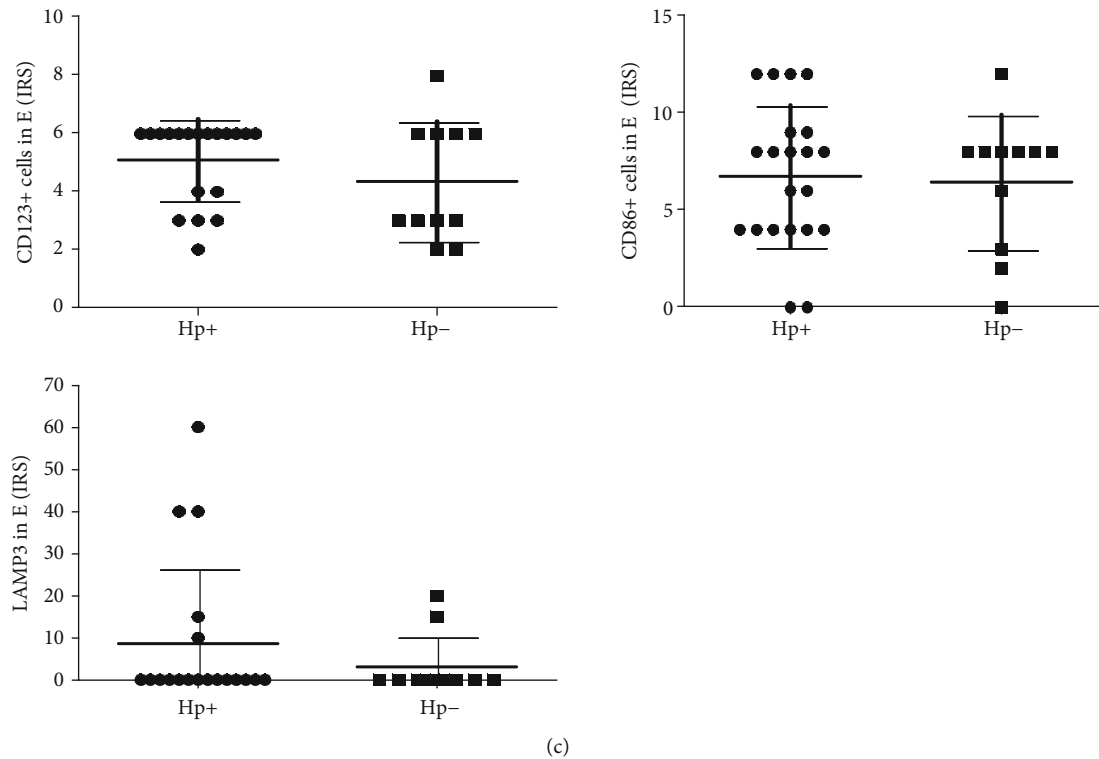 CD123+ cells in E (IRS)
10
8
6
4
2
0
Hp+ Hp−
CD86+ cells in E (IRS)
15
10
5
0
Hp+ Hp−
LAMP3 in E (IRS)
70
60
50
40
30
20
10
0
Hp+ Hp−
(c)